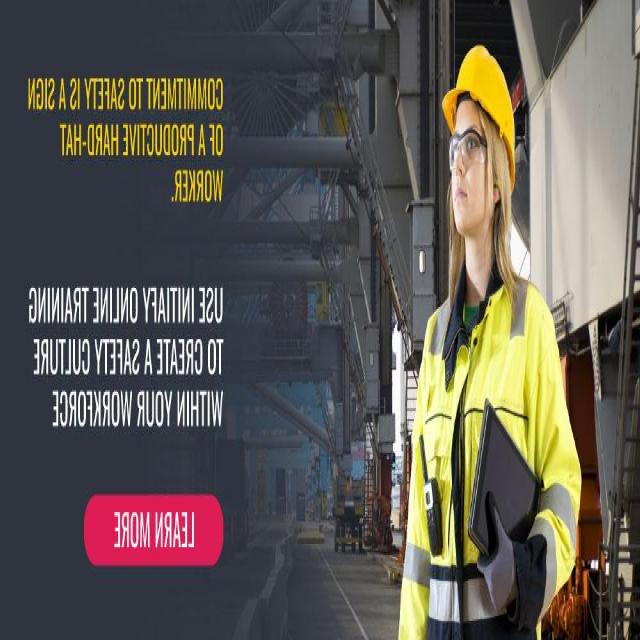 COMMITMENT TO SAFETY IS A SIGN
OF A PRODUCTIVE HARD-HAT
WORKER.
USE INITIAFY ONLINE TRAINING
TO CREATE A SAFETY CULTURE
WITHIN YOUR WORKFORCE
LEARN MORE